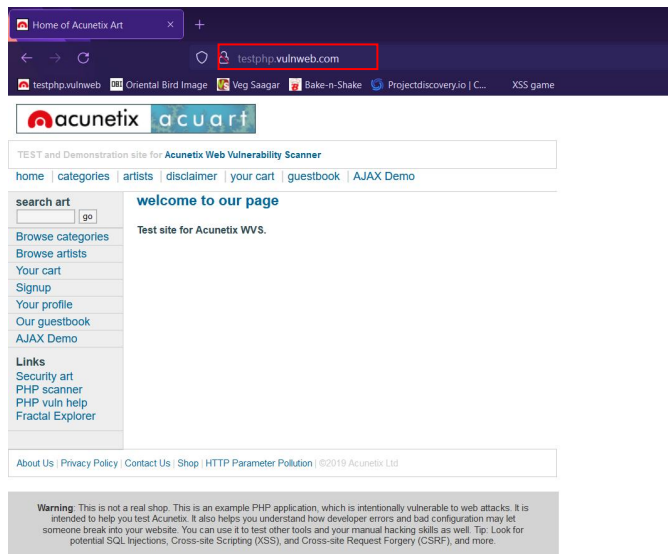 Home of Acunetix Art
testphp.vulnweb.com
testphp.vulnweb OBI Oriental Bird Image Veg Saagar Bake-n-Shake Projectdiscovery.io | C... XSS game
acunetix acuart
TEST and Demonstration site for Acunetix Web Vulnerability Scanner
home | categories | artists | disclaimer | your cart | guestbook | AJAX Demo
search art
go
Browse categories
Browse artists
Your cart
Signup
Your profile
Our guestbook
AJAX Demo
Links
Security art
PHP scanner
PHP vuln help
Fractal Explorer
welcome to our page
Test site for Acunetix WVS.
About Us | Privacy Policy | Contact Us | Shop | HTTP Parameter Pollution | ©2019 Acunetix Ltd
Warning: This is not a real shop. This is an example PHP application, which is intentionally vulnerable to web attacks. It is
intended to help you test Acunetix. It also helps you understand how developer errors and bad configuration may let
someone break into your website. You can use it to test other tools and your manual hacking skills as well. Tip: Look for
potential SQL Injections, Cross-site Scripting (XSS), and Cross-site Request Forgery (CSRF), and more.